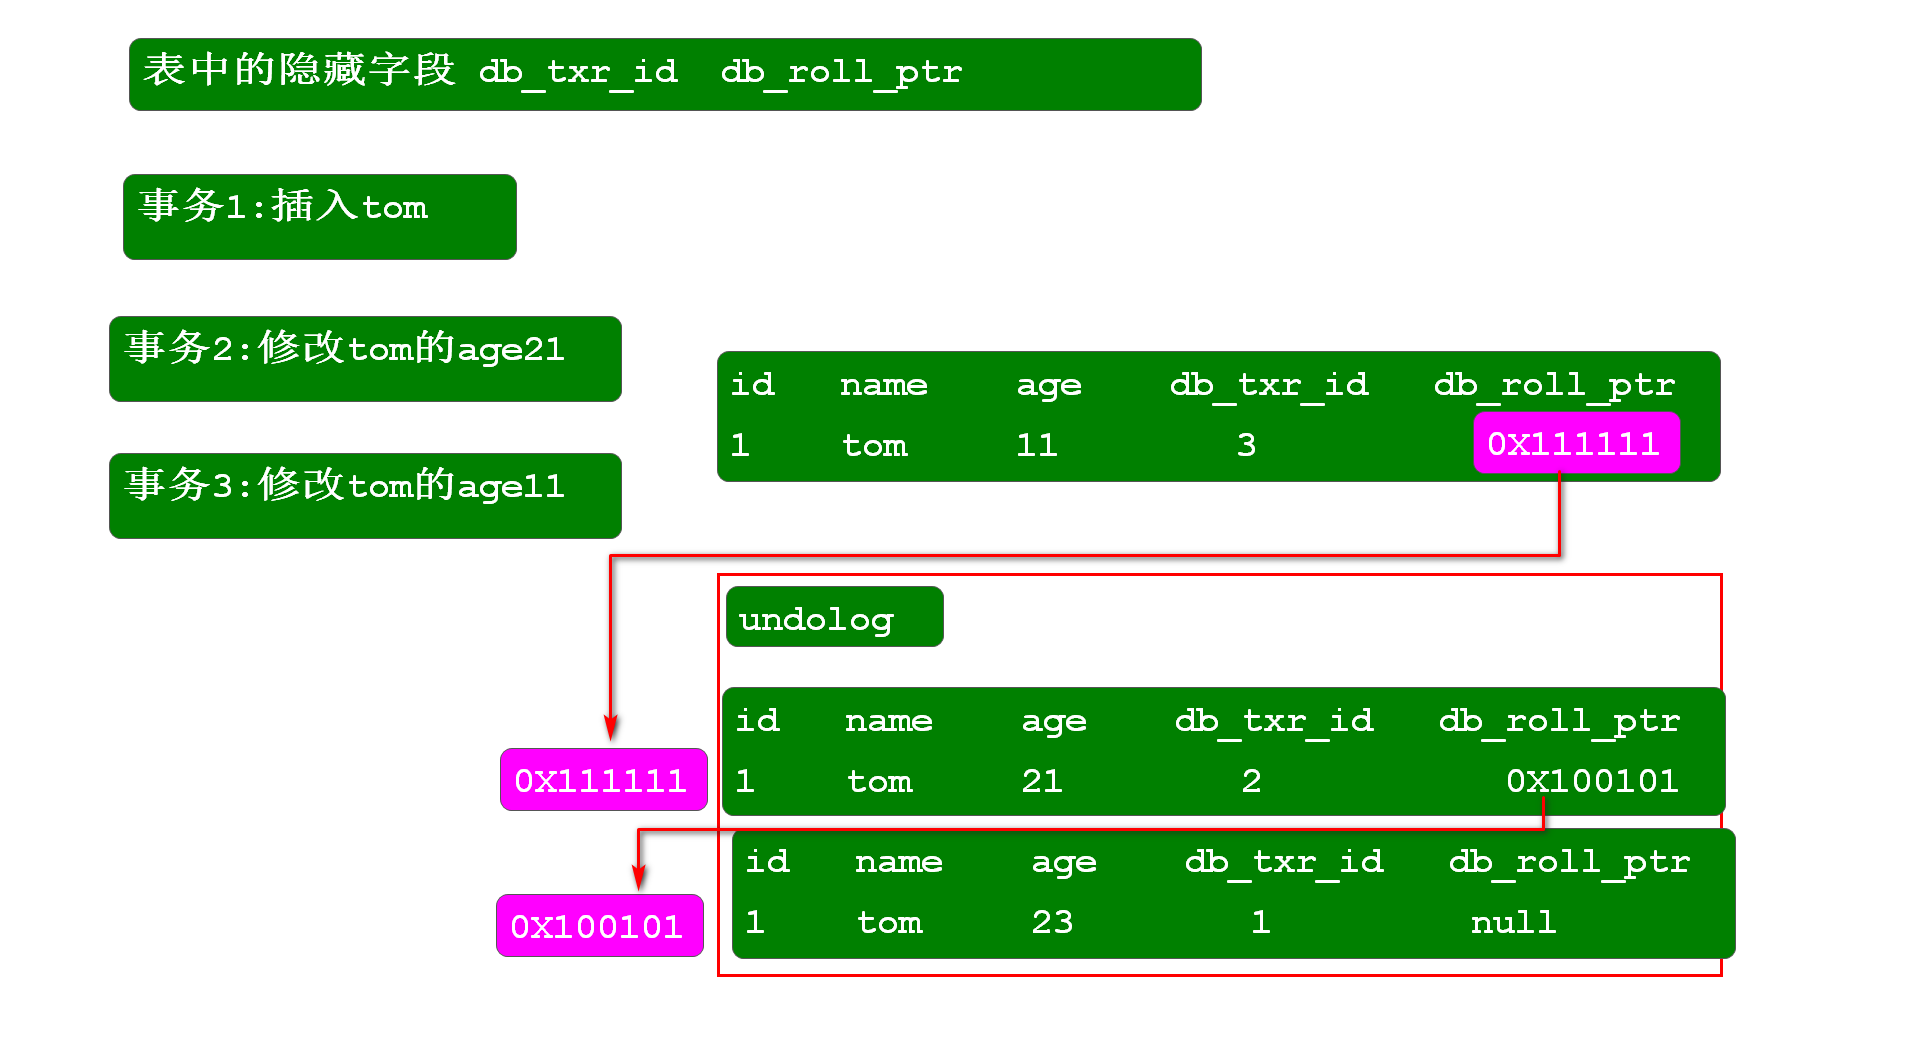 表中的隐藏字段 db_txr_id db_roll_ptr
事务1:插入tom
事务2:修改tom的age21
事务3:修改tom的age11
id name age db_txr_id db_roll_ptr
1 tom 11 3 0X111111
undolog
0X111111
id name age db_txr_id db_roll_ptr
1 tom 21 2 0X100101
0X100101
id name age db_txr_id db_roll_ptr
1 tom 23 1 null